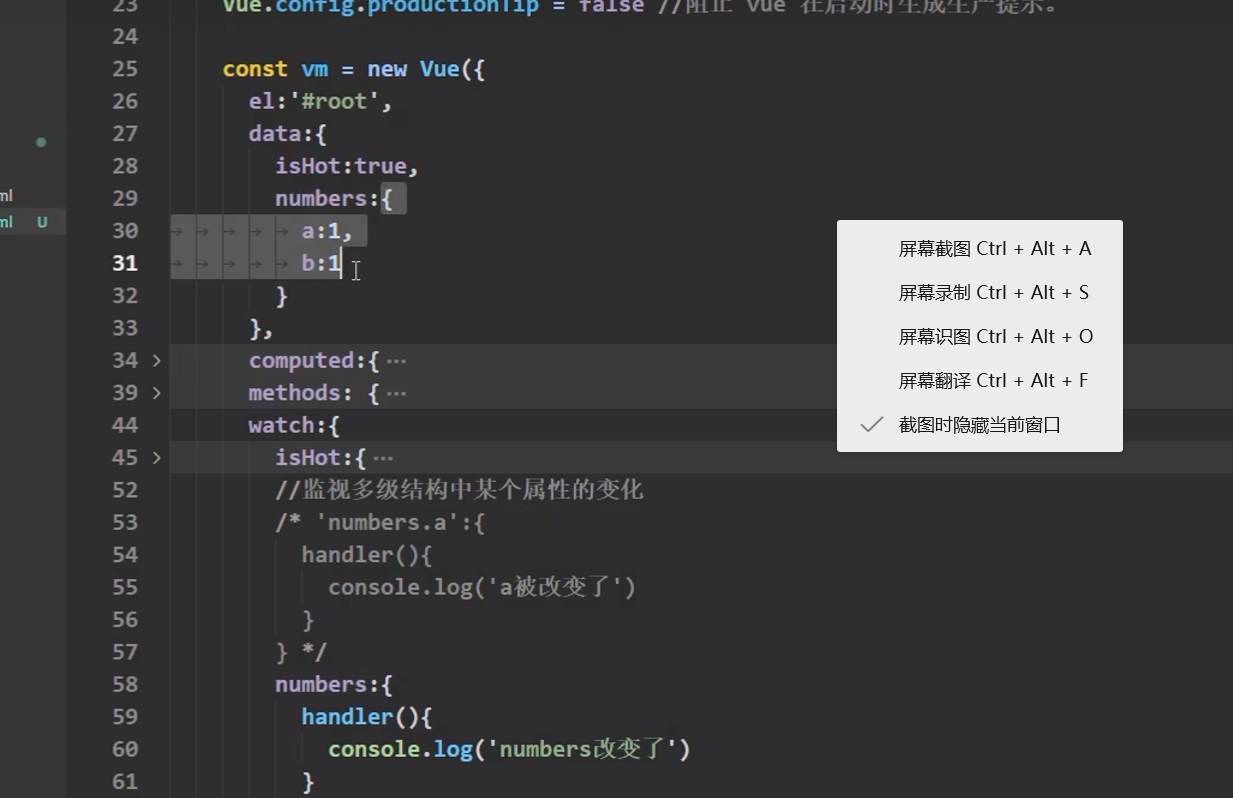 23 Vue.config.productionTip = false //阻止 vue 在启动时生成生产提示。
24
25 const vm = new Vue({
26 el:'#root',
27 data:{
28 isHot:true,
29 numbers:{
30 a:1,
31 b:1
32 }
33 },
34 computed:{ ···
39 methods: { ···
44 watch:{
45 isHot:{ ···
52 //监视多级结构中某个属性的变化
53 /* 'numbers.a':{
54 handler(){
55 console.log('a被改变了')
56 }
57 } */
58 numbers:{
59 handler(){
60 console.log('numbers改变了')
61 }
ml
ml U
屏幕截图 Ctrl + Alt + A
屏幕录制 Ctrl + Alt + S
屏幕识图 Ctrl + Alt + O
屏幕翻译 Ctrl + Alt + F
截图时隐藏当前窗口